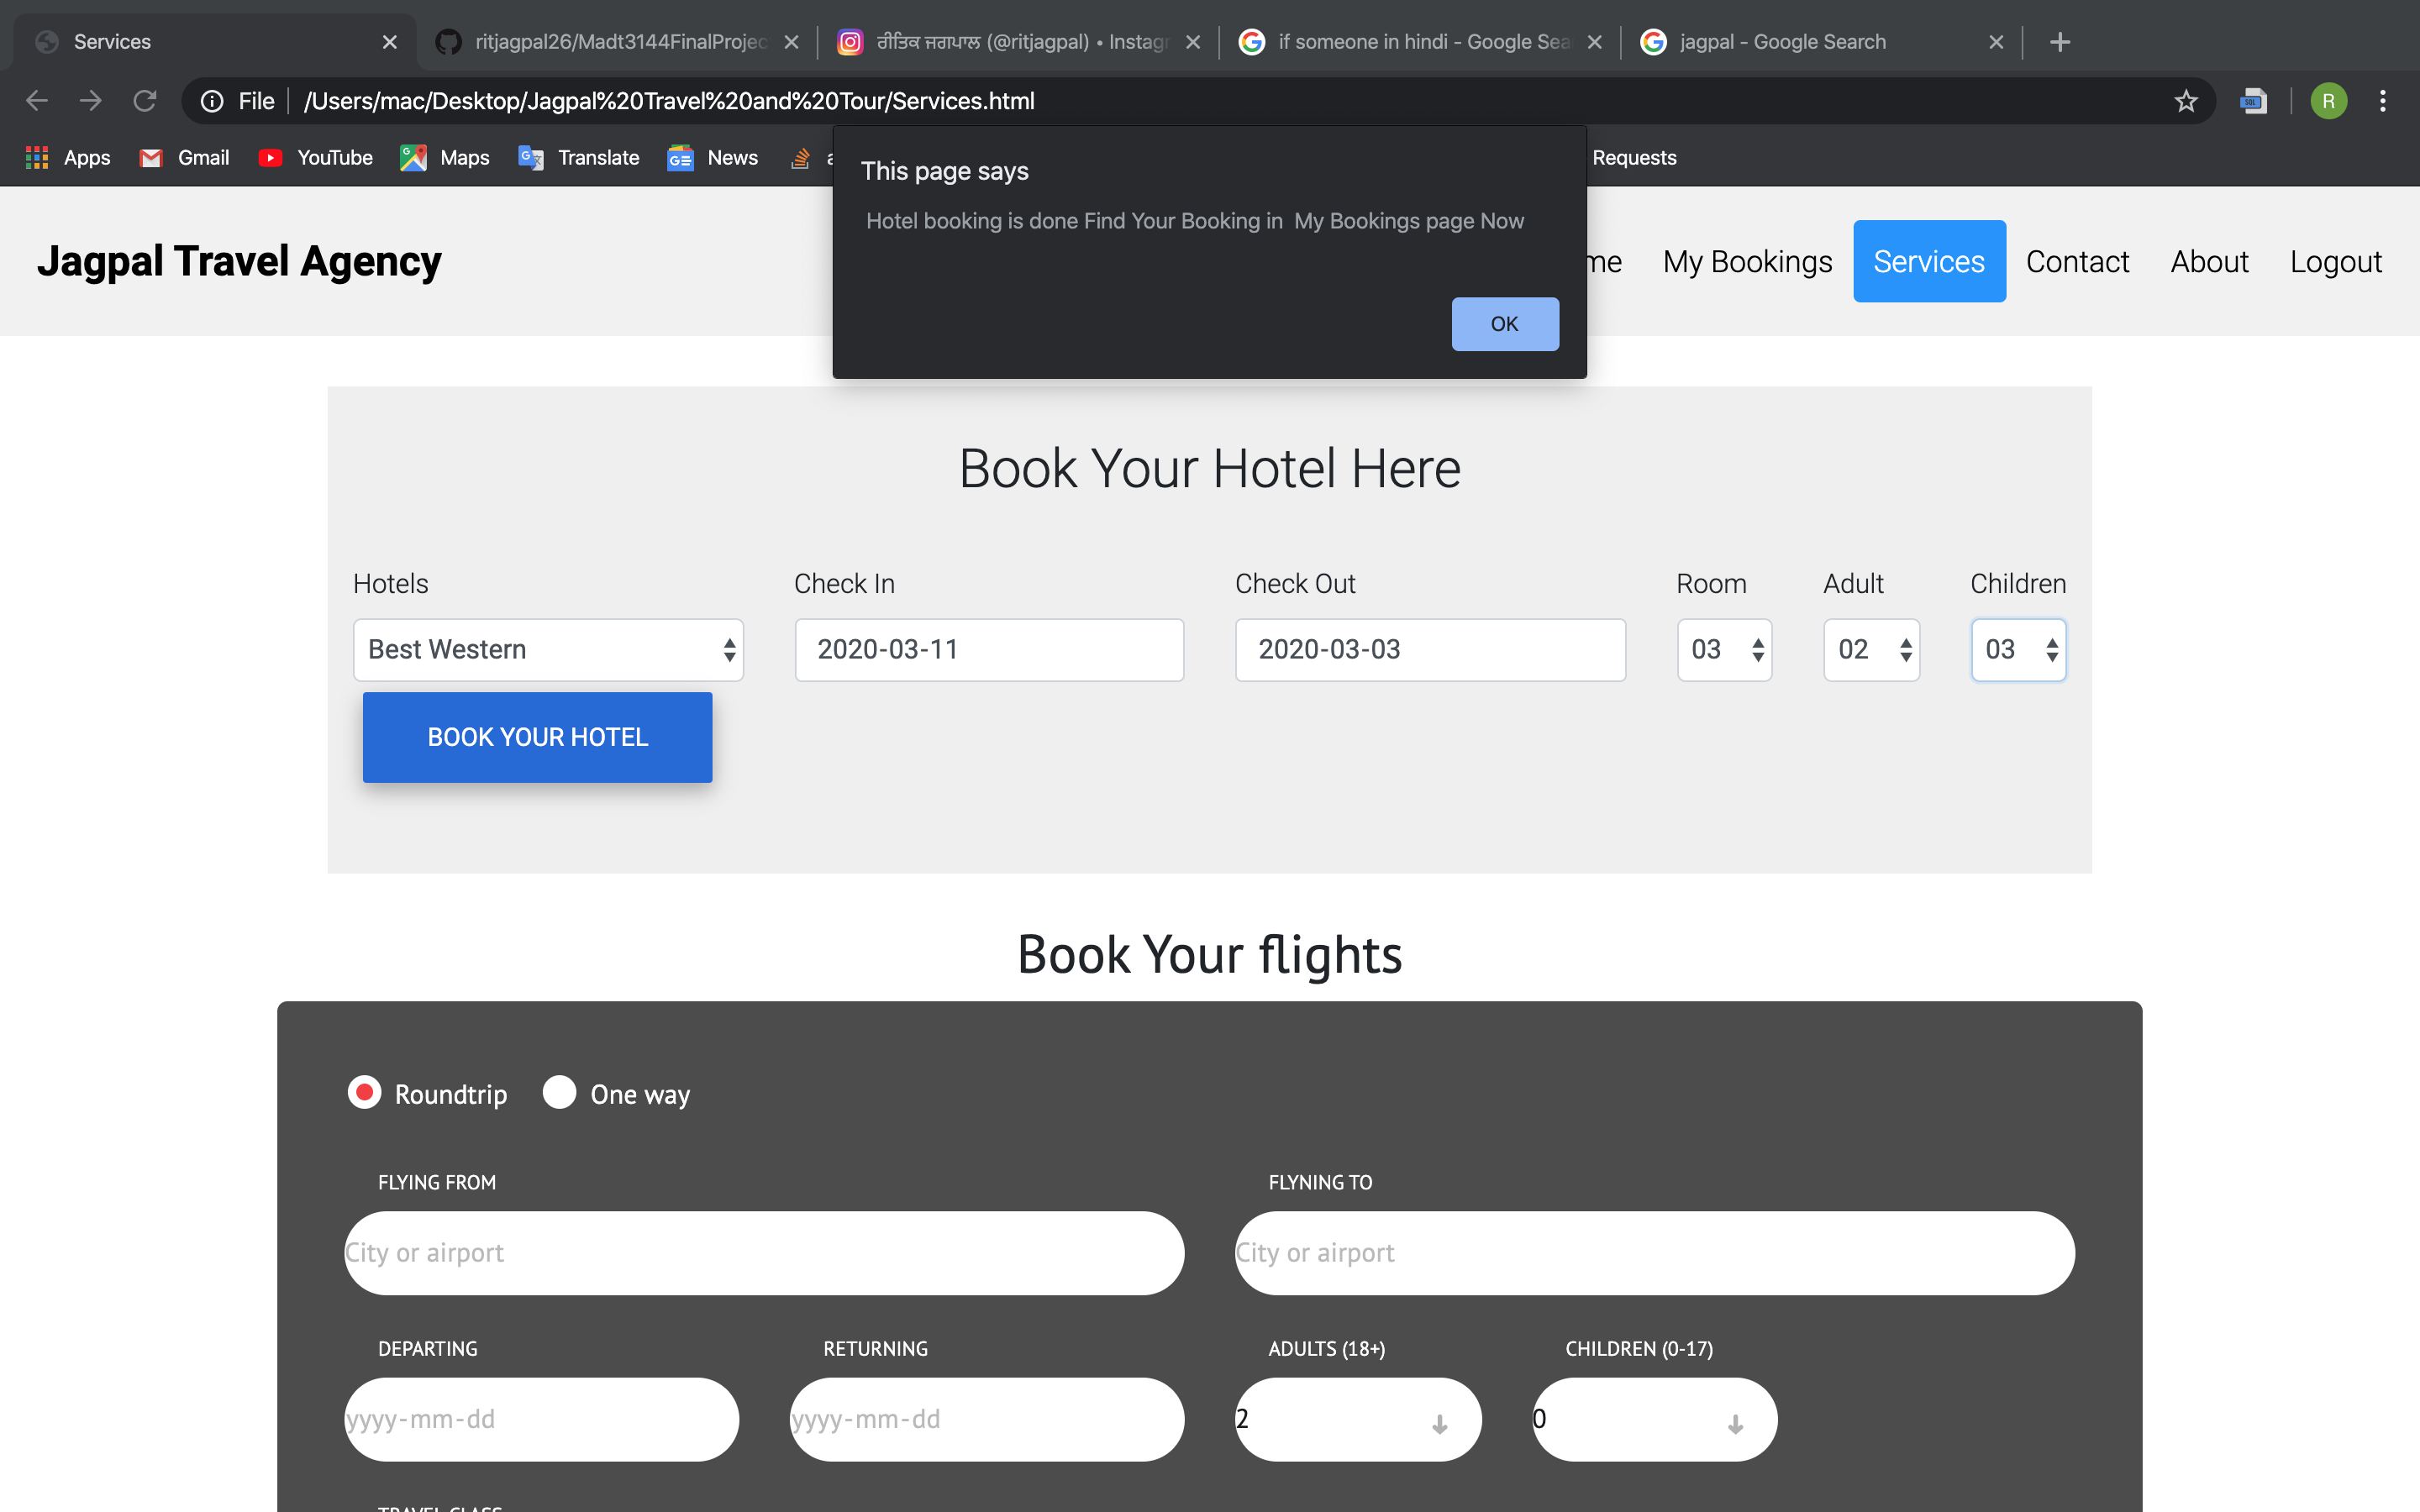 Services
ritjagpal26/Madt3144FinalProjec
ਰੀਤਿਕ ਜਗਪਾਲ (@ritjagpal) • Instagr
if someone in hindi - Google Sea
jagpal - Google Search
File /Users/mac/Desktop/Jagpal%20Travel%20and%20Tour/Services.html
SQL
R
Apps Gmail YouTube Maps Translate News a Requests
This page says
Hotel booking is done Find Your Booking in  My Bookings page Now
OK
Jagpal Travel Agency
me My Bookings Services Contact About Logout
Book Your Hotel Here
Hotels Check In Check Out Room Adult Children
Best Western 2020-03-11 2020-03-03 03 02 03
BOOK YOUR HOTEL
Book Your flights
Roundtrip One way
FLYING FROM FLYNING TO
City or airport City or airport
DEPARTING RETURNING ADULTS (18+) CHILDREN (0-17)
yyyy-mm-dd yyyy-mm-dd 2 0
TRAVEL CLASS